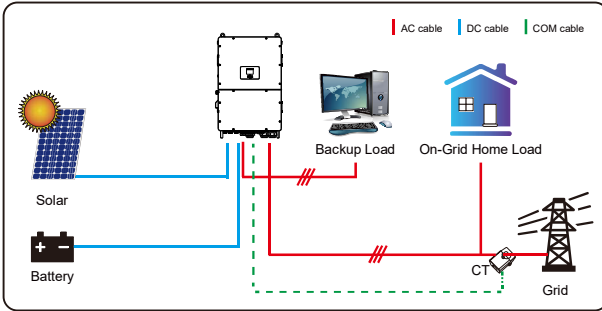 AC cable
DC cable
COM cable
Backup Load
On-Grid Home Load
Solar
Battery
CT
Grid